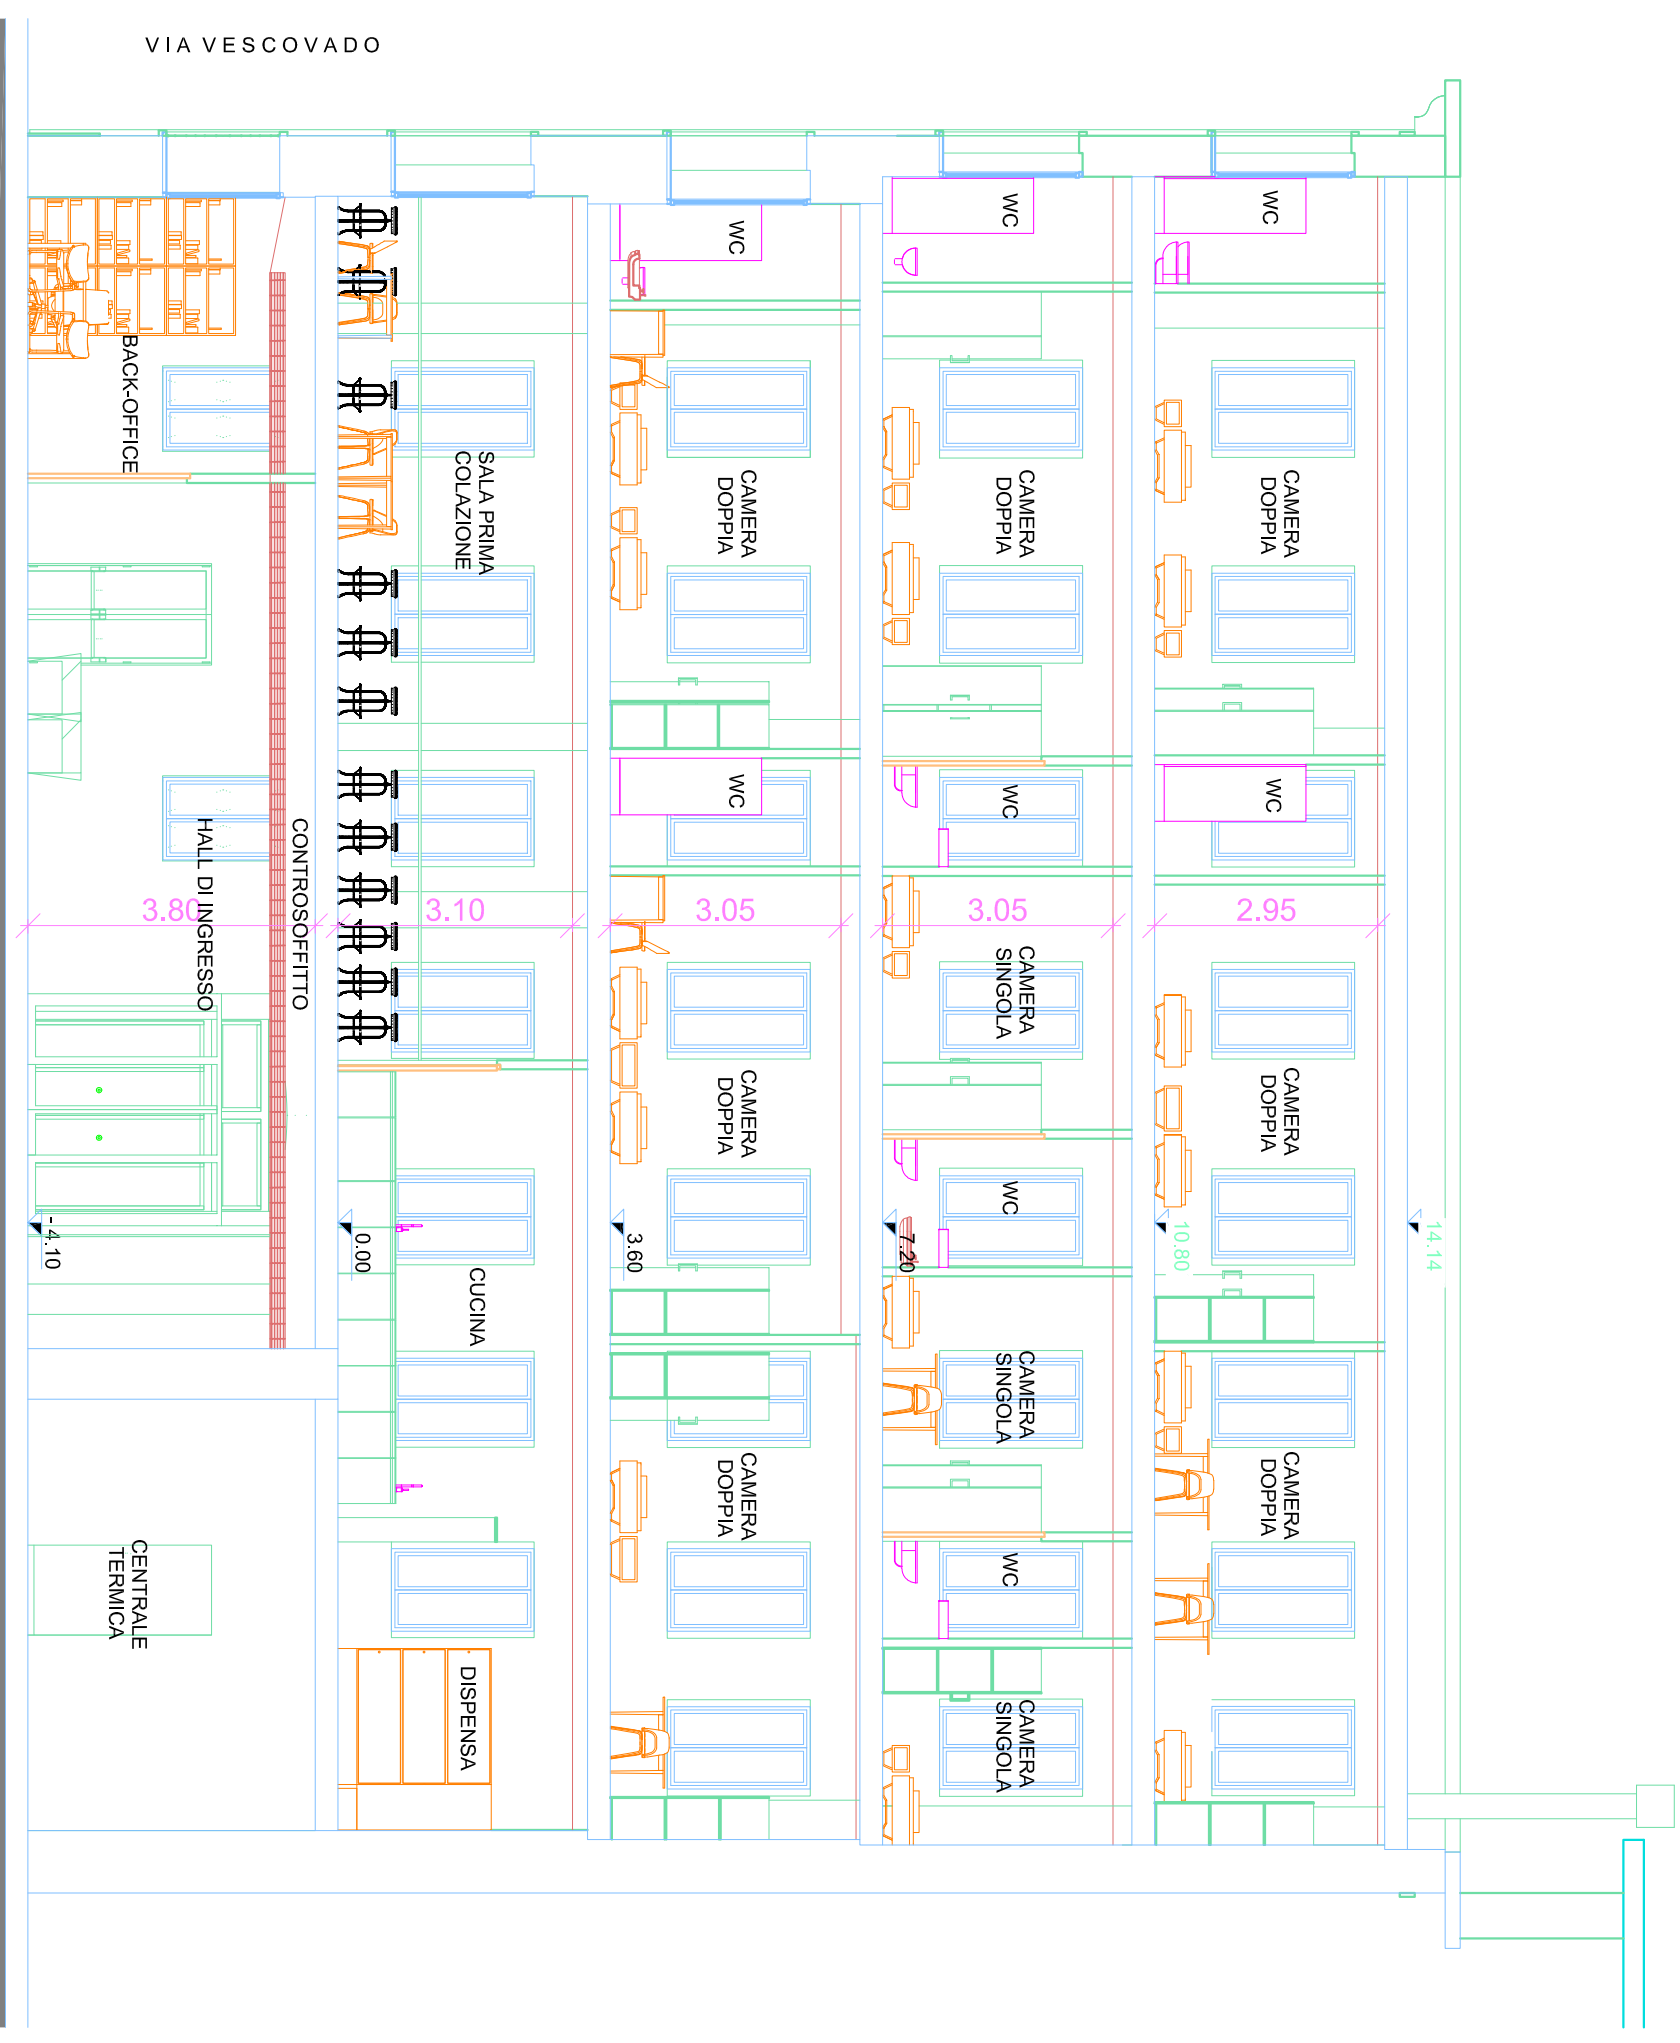 VIA VESCOVADO
WC
WC
WC
CAMERA
DOPPIA
CAMERA
DOPPIA
CAMERA
DOPPIA
SALA PRIMA
COLAZIONE
BACK-OFFICE
WC
WC
WC
CONTROSOFFITTO
HALL DI INGRESSO
3.80
3.10
3.05
3.05
2.95
CAMERA
SINGOLA
CAMERA
DOPPIA
CAMERA
DOPPIA
WC
-4.10
0.00
3.60
7.20
10.80
14.14
CUCINA
CAMERA
SINGOLA
CAMERA
DOPPIA
CAMERA
DOPPIA
WC
CENTRALE
TERMICA
DISPENSA
CAMERA
SINGOLA